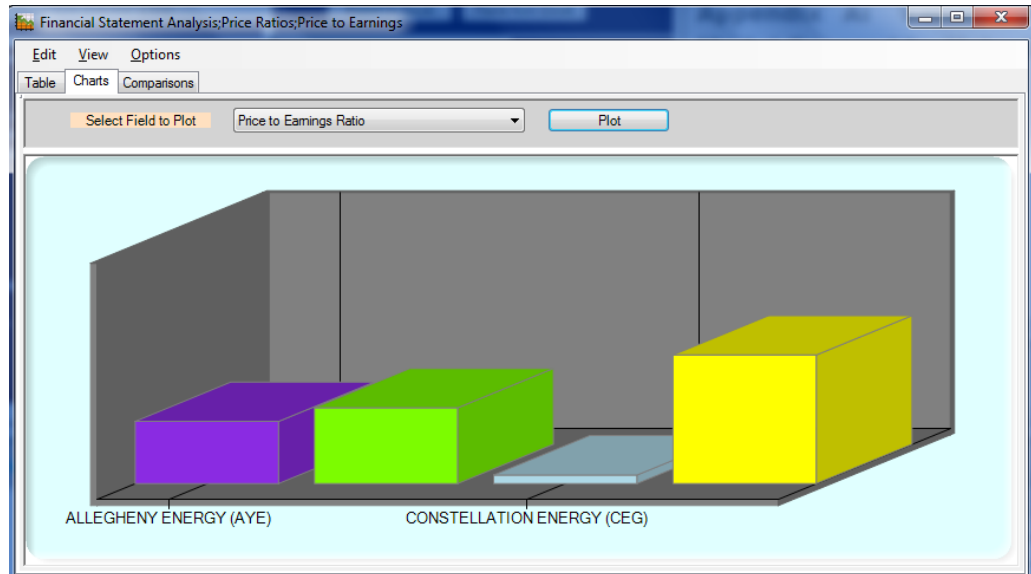 Financial Statement Analysis;Price Ratios;Price to Earnings
Edit View Options
Table Charts Comparisons
Select Field to Plot Price to Earnings Ratio Plot
ALLEGHENY ENERGY (AYE) CONSTELLATION ENERGY (CEG)